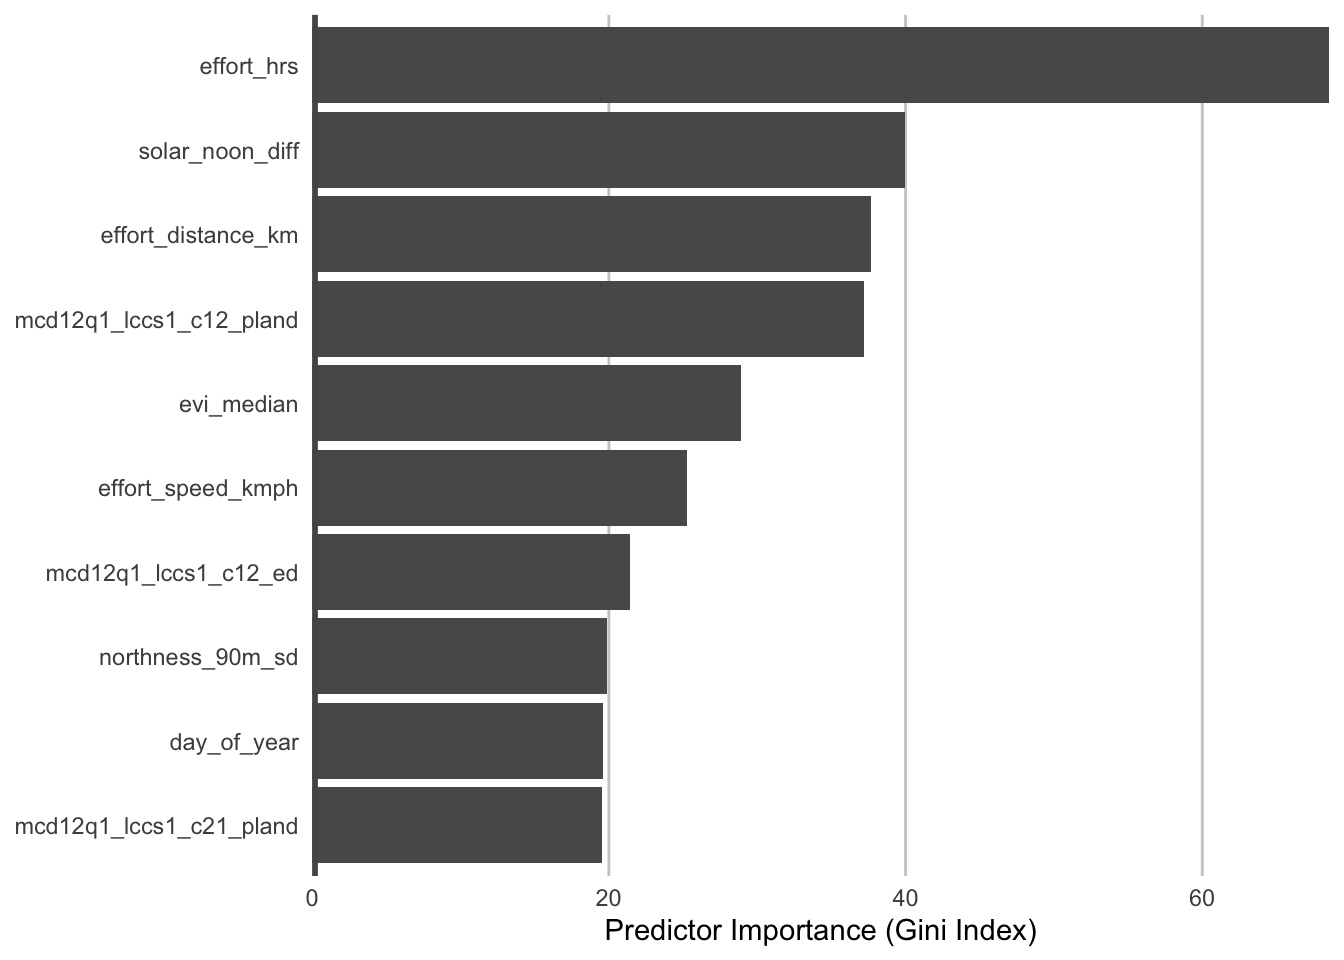 effort_hrs
solar_noon_diff
effort_distance_km
mcd12q1_lccs1_c12_pland
evi_median
effort_speed_kmph
mcd12q1_lccs1_c12_ed
northness_90m_sd
day_of_year
mcd12q1_lccs1_c21_pland
0 20 40 60
Predictor Importance (Gini Index)